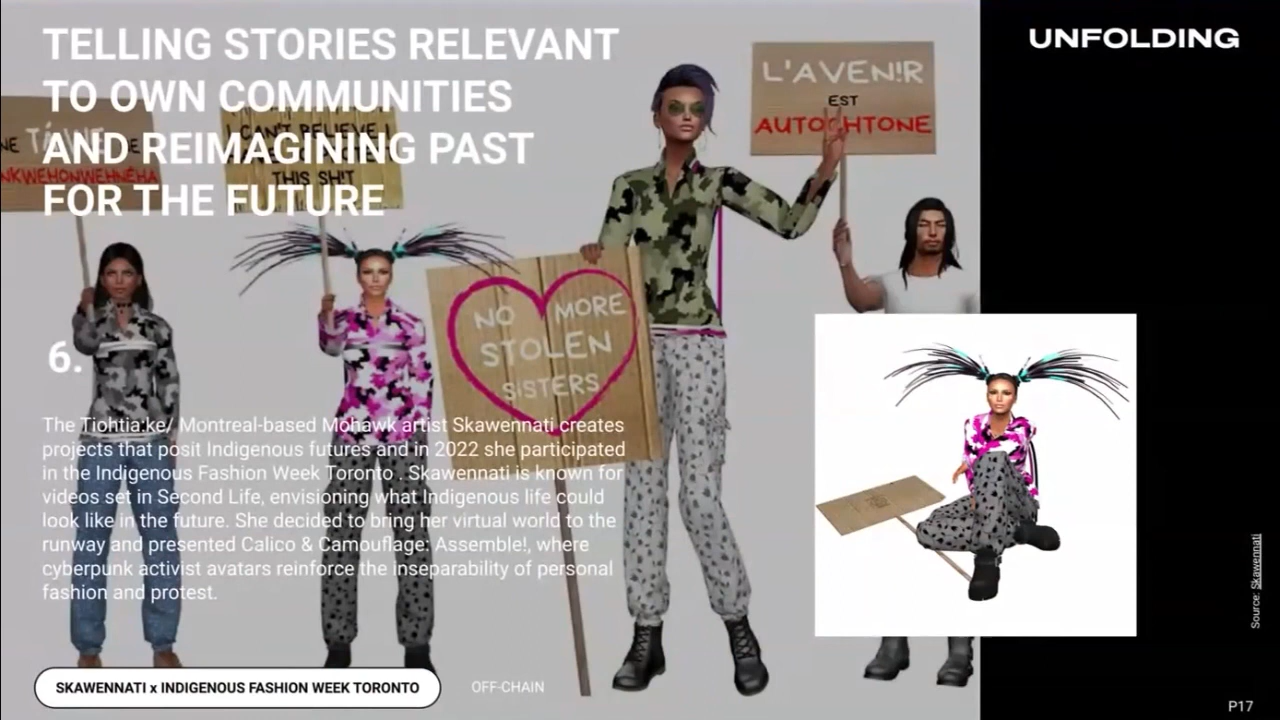 TELLING STORIES RELEVANT
TO OWN COMMUNITIES
AND REIMAGINING PAST
FOR THE FUTURE
UNFOLDING
NKWEHONWEHNÉHA
I CAN'T BELIEVE I
THIS SH!T
L'AVEN!R
EST
AUTOCHTONE
NO MORE
STOLEN
SISTERS
6.
The Tiohtia:ke/ Montreal-based Mohawk artist Skawennati creates
projects that posit Indigenous futures and in 2022 she participated
in the Indigenous Fashion Week Toronto . Skawennati is known for
videos set in Second Life, envisioning what Indigenous life could
look like in the future. She decided to bring her virtual world to the
runway and presented Calico & Camouflage: Assemble!, where
cyberpunk activist avatars reinforce the inseparability of personal
fashion and protest.
SKAWENNATI x INDIGENOUS FASHION WEEK TORONTO
OFF-CHAIN
Source: Skawennati
P17